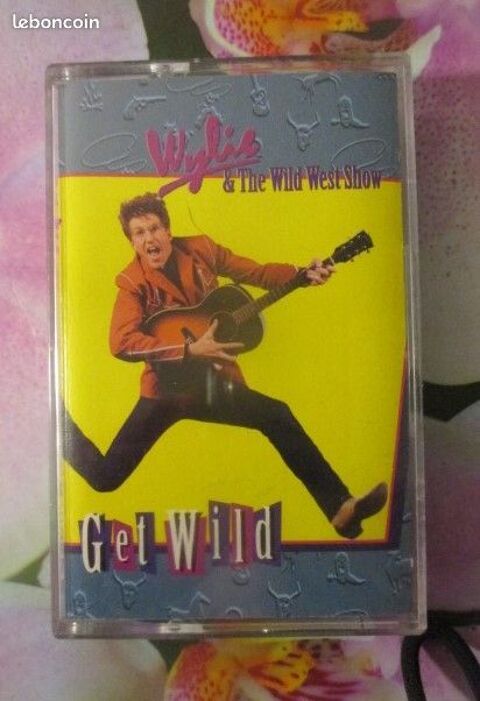 leboncoin
Wylie
& The Wild West Show
Get Wild